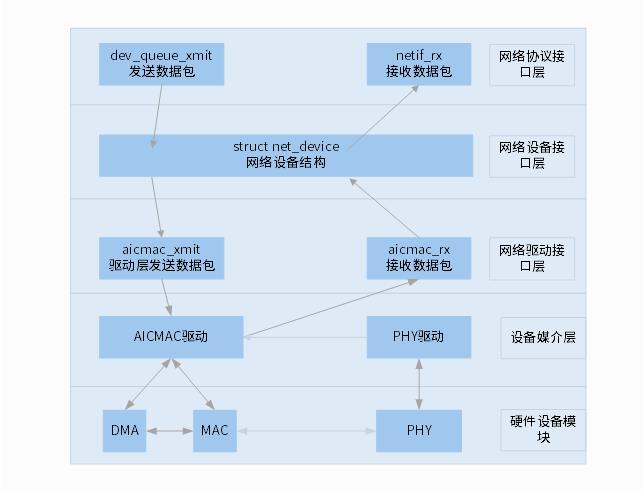 dev_queue_xmit
发送数据包
netif_rx
接收数据包
网络协议接
口层
struct net_device
网络设备结构
网络设备接
口层
aicmac_xmit
驱动层发送数据包
aicmac_rx
接收数据包
网络驱动接
口层
AICMAC驱动
PHY驱动
设备媒介层
DMA
MAC
PHY
硬件设备模
块